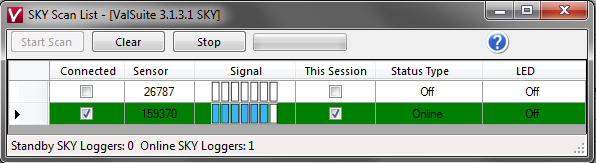 SKY Scan List - [ValSuite 3.1.3.1 SKY]
Start Scan Clear Stop
Connected Sensor Signal This Session Status Type LED
26787 Off Off
159370 Online Off
Standby SKY Loggers: 0 Online SKY Loggers: 1